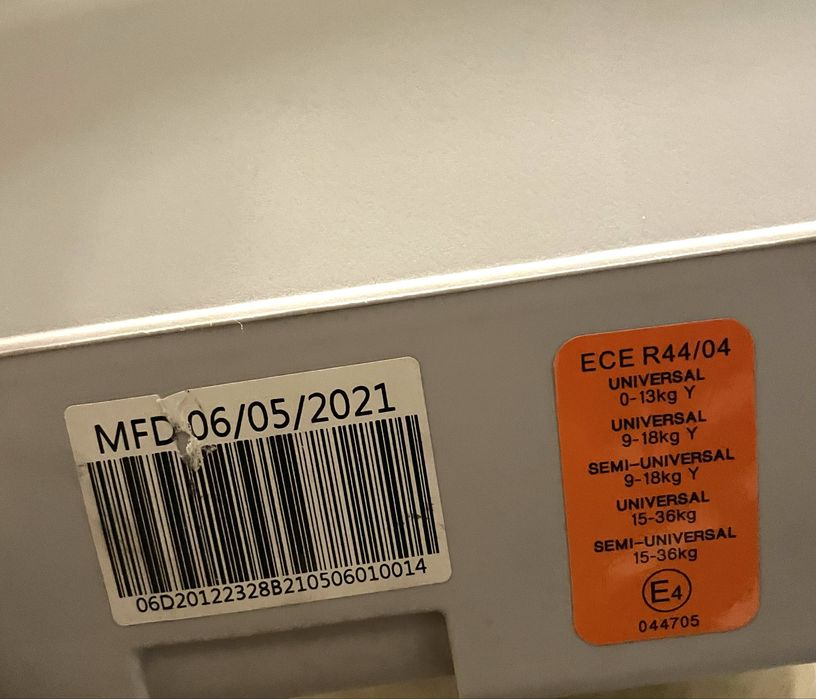 MFD 06/05/2021
06D20122328B210506010014
ECE R44/04
UNIVERSAL
0-13kg Y
UNIVERSAL
9-18kg Y
SEMI-UNIVERSAL
9-18kg Y
UNIVERSAL
15-36kg
SEMI-UNIVERSAL
15-36kg
E4
044705